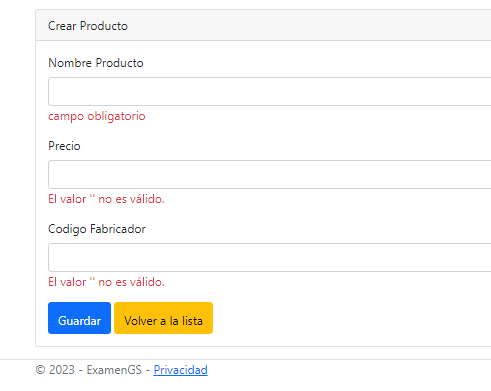 Crear Producto
Nombre Producto
campo obligatorio
Precio
El valor '' no es válido.
Codigo Fabricador
El valor '' no es válido.
Guardar Volver a la lista
© 2023 - ExamenGS - Privacidad